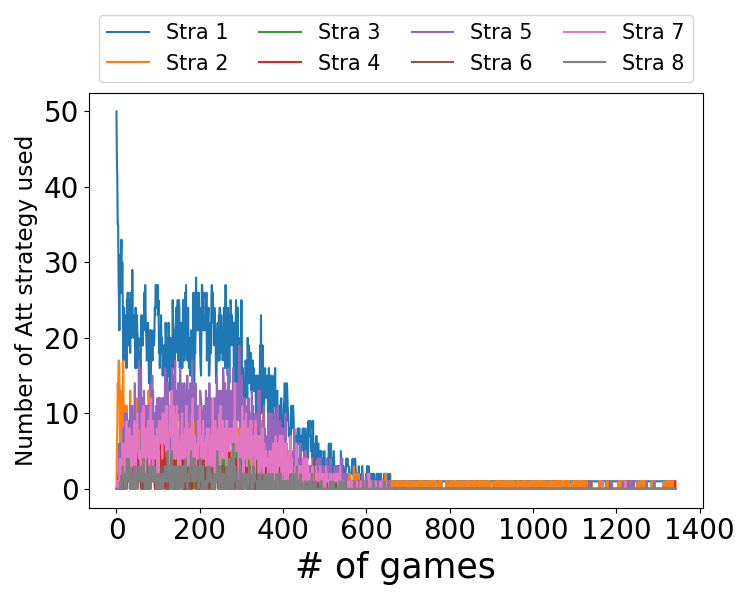 Stra 1 Stra 3 Stra 5 Stra 7
Stra 2 Stra 4 Stra 6 Stra 8
Number of Att strategy used
50
40
30
20
10
0
0 200 400 600 800 1000 1200 1400
# of games